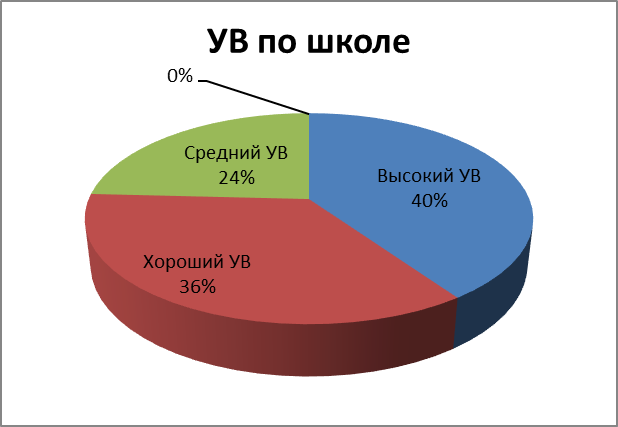 УВ по школе
0%
Средний УВ
24%
Высокий УВ
40%
Хороший УВ
36%